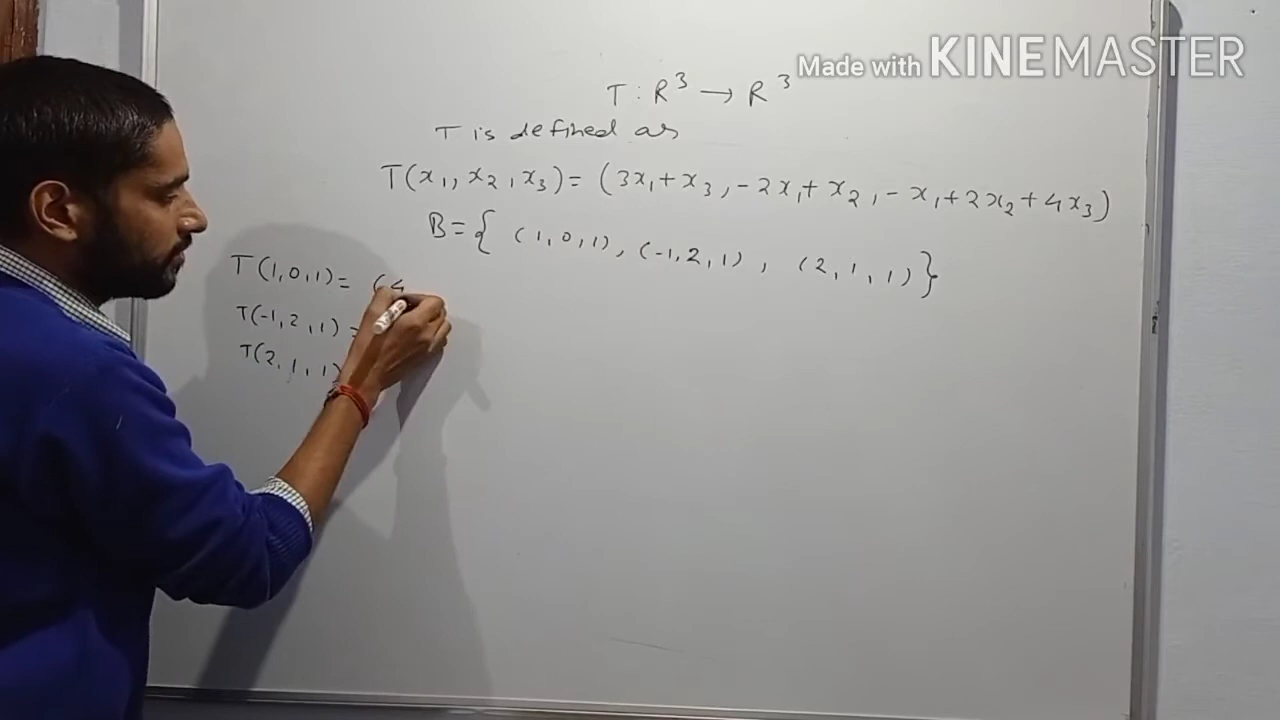 Made with KINEMASTER
T : R³ → R³
T is defined as
T(x₁, x₂, x₃) = (3x₁ + x₃, -2x₁ + x₂, -x₁ + 2x₂ + 4x₃)
B = { (1, 0, 1), (-1, 2, 1), (2, 1, 1) }
T(1, 0, 1) = (4
T(-1, 2, 1) =
T(2, 1, 1)